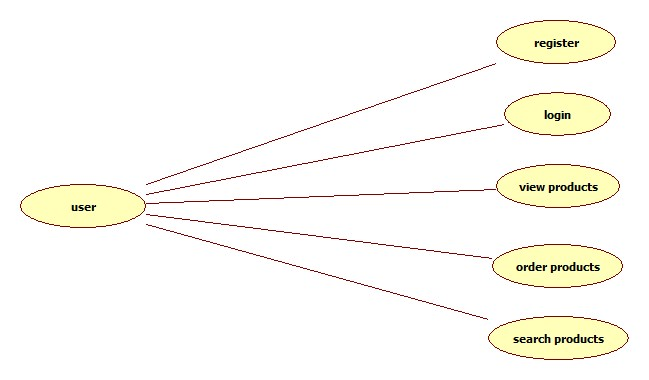 register
login
view products
user
order products
search products